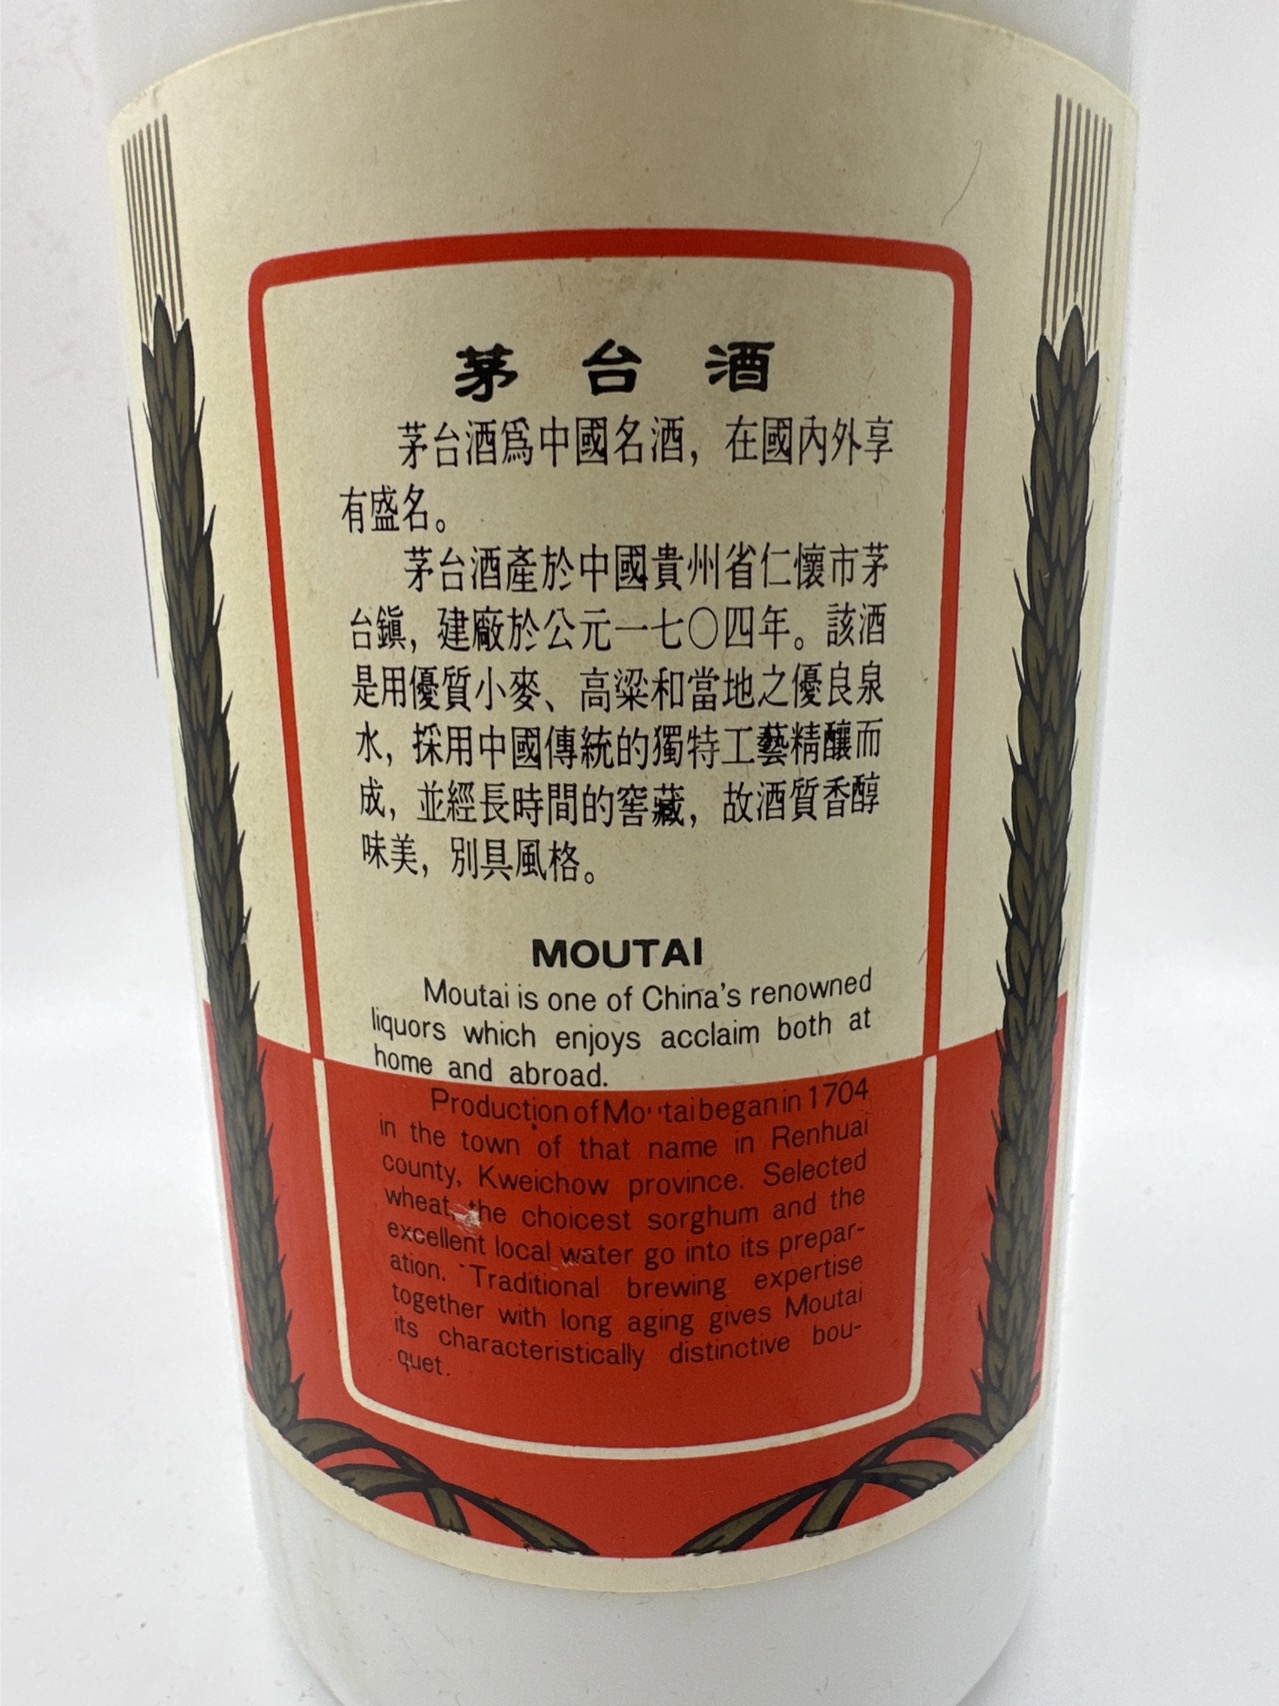 茅台酒
茅台酒爲中國名酒，在國內外享
有盛名。
茅台酒產於中國貴州省仁懷市茅
台鎭，建廠於公元一七〇四年。該酒
是用優質小麥、高粱和當地之優良泉
水，採用中國傳統的獨特工藝精釀而
成，並經長時間的窖藏，故酒質香醇
味美，別具風格。
MOUTAI
Moutai is one of China's renowned
liquors which enjoys acclaim both at
home and abroad.
Production of Moutai began in 1704
in the town of that name in Renhuai
county, Kweichow province. Selected
wheat, the choicest sorghum and the
excellent local water go into its prepar-
ation. Traditional brewing expertise
together with long aging gives Moutai
its characteristically distinctive bou-
quet.